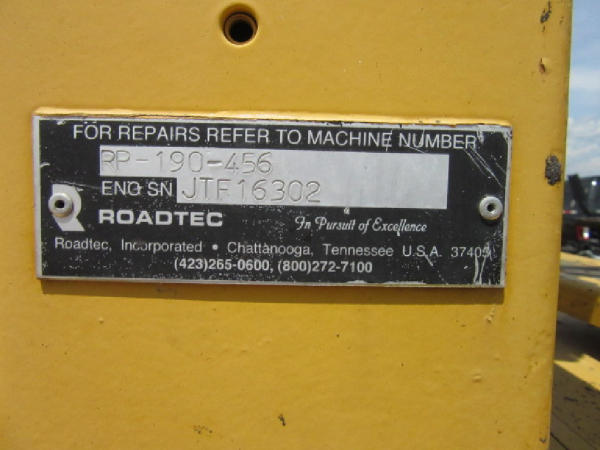 FOR REPAIRS REFER TO MACHINE NUMBER
RP-190-456
ENG SN JTF16302
ROADTEC In Pursuit of Excellence
Roadtec, Incorporated • Chattanooga, Tennessee U.S.A. 37405
(423)265-0600, (800)272-7100